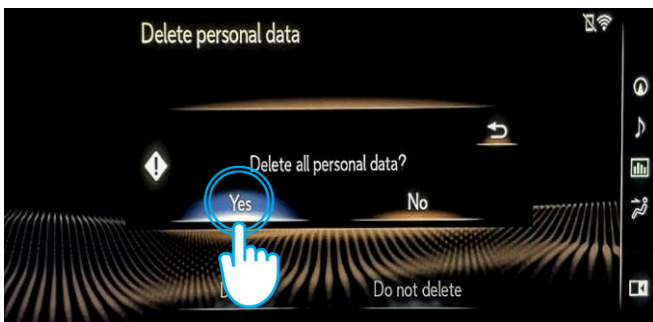 Delete personal data
Delete all personal data?
Yes
No
Do not delete